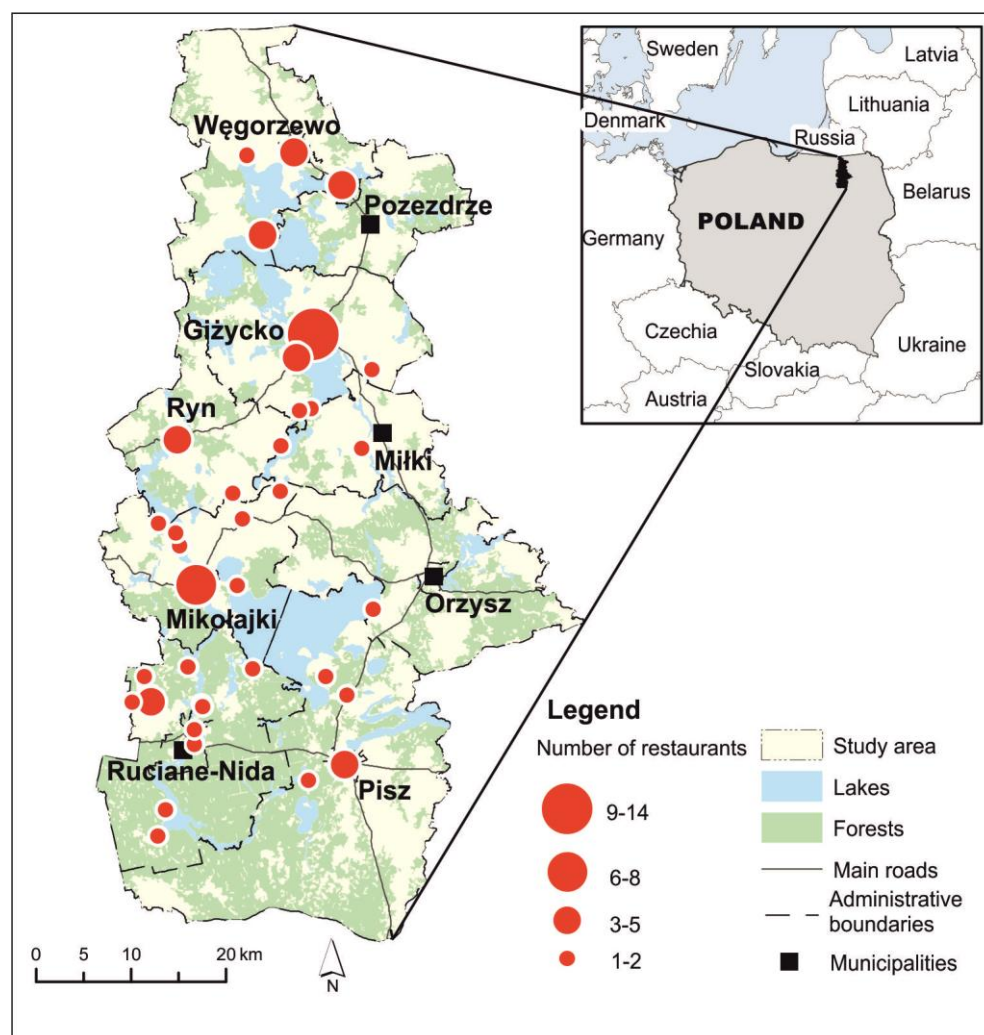 Węgorzewo
Pozezdrze
Giżycko
Ryn
Miłki
Orzysz
Mikołajki
Ruciane-Nida
Pisz
Sweden
Latvia
Lithuania
Denmark
Russia
Belarus
POLAND
Germany
Czechia
Ukraine
Slovakia
Austria
Legend
Number of restaurants
9-14
6-8
3-5
1-2
Study area
Lakes
Forests
Main roads
Administrative
boundaries
Municipalities
0 5 10 20 km
N